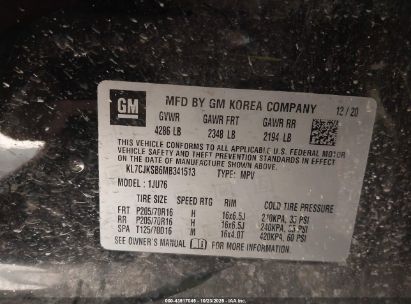 GM
MFD BY GM KOREA COMPANY 12/20
GVWR GAWR FRT GAWR RR
4286 LB 2348 LB 2194 LB
THIS VEHICLE CONFORMS TO ALL APPLICABLE U.S. FEDERAL MOTOR
VEHICLE SAFETY AND THEFT PREVENTION STANDARDS IN
EFFECT ON THE DATE OF MANUFACTURE SHOWN ABOVE.
KL7CJKSB6MB341513 TYPE: MPV
MODEL: 1JU76
TIRE SIZE SPEED RTG RIM COLD TIRE PRESSURE
FRT P205/70R16 H 16x6.5J 240KPA, 35 PSI
RR P205/70R16 H 16x6.5J 240KPA, 35 PSI
SPA T125/70D16 M 16x4.0T 420KPA, 60 PSI
SEE OWNER MANUAL FOR MORE INFORMATION.